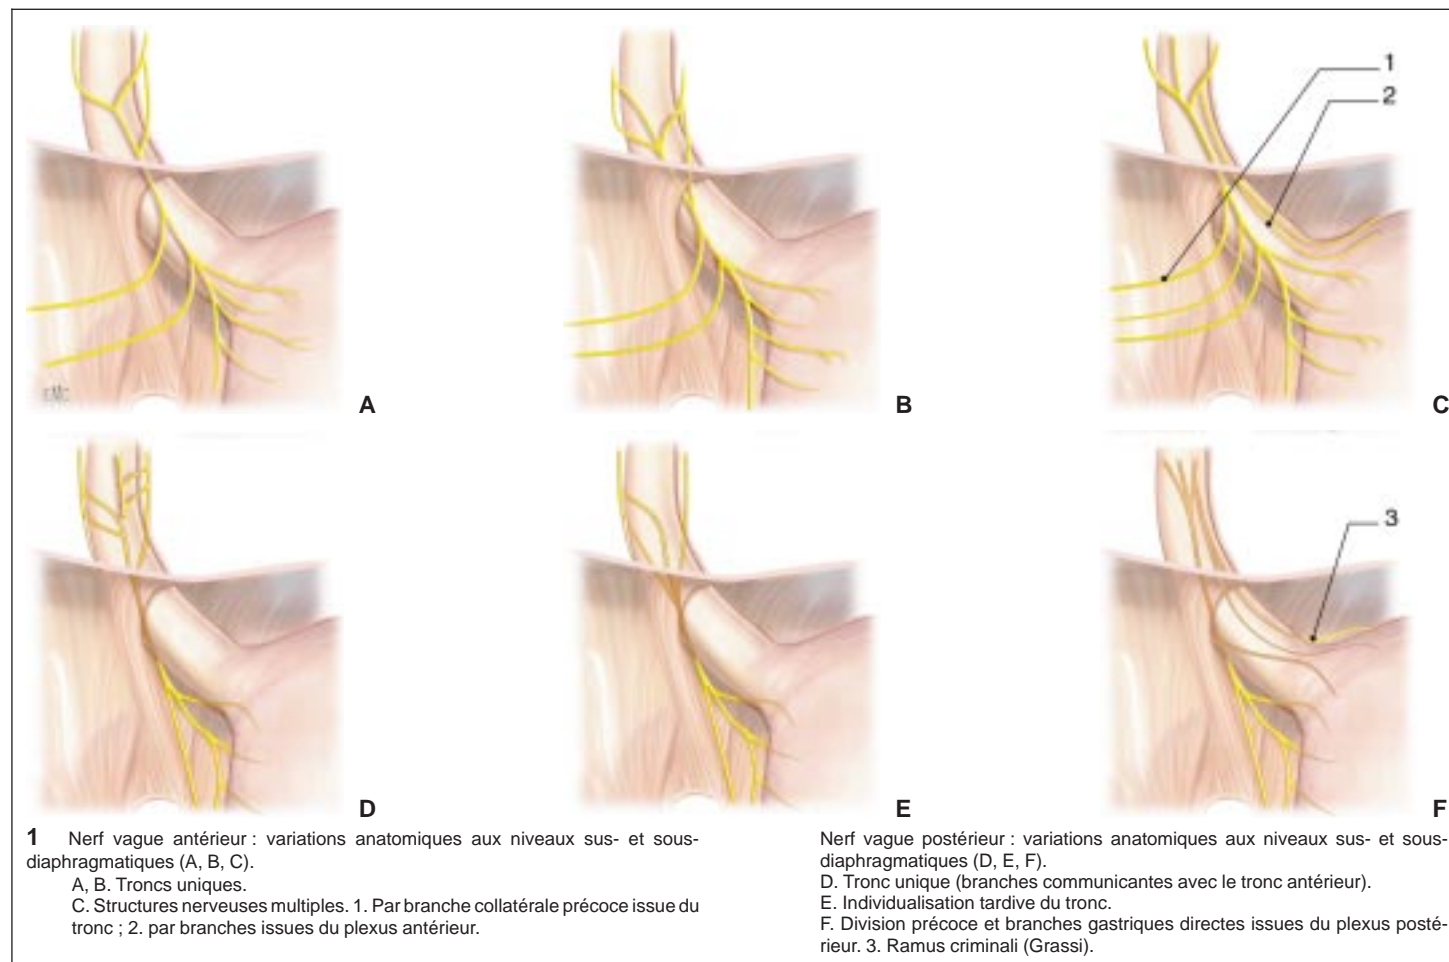 1
2
A
B
C
3
D
E
F
1 Nerf vague antérieur : variations anatomiques aux niveaux sus- et sous-
diaphragmatiques (A, B, C).
A, B. Troncs uniques.
C. Structures nerveuses multiples. 1. Par branche collatérale précoce issue du
tronc ; 2. par branches issues du plexus antérieur.
Nerf vague postérieur : variations anatomiques aux niveaux sus- et sous-
diaphragmatiques (D, E, F).
D. Tronc unique (branches communicantes avec le tronc antérieur).
E. Individualisation tardive du tronc.
F. Division précoce et branches gastriques directes issues du plexus posté-
rieur. 3. Ramus criminali (Grassi).